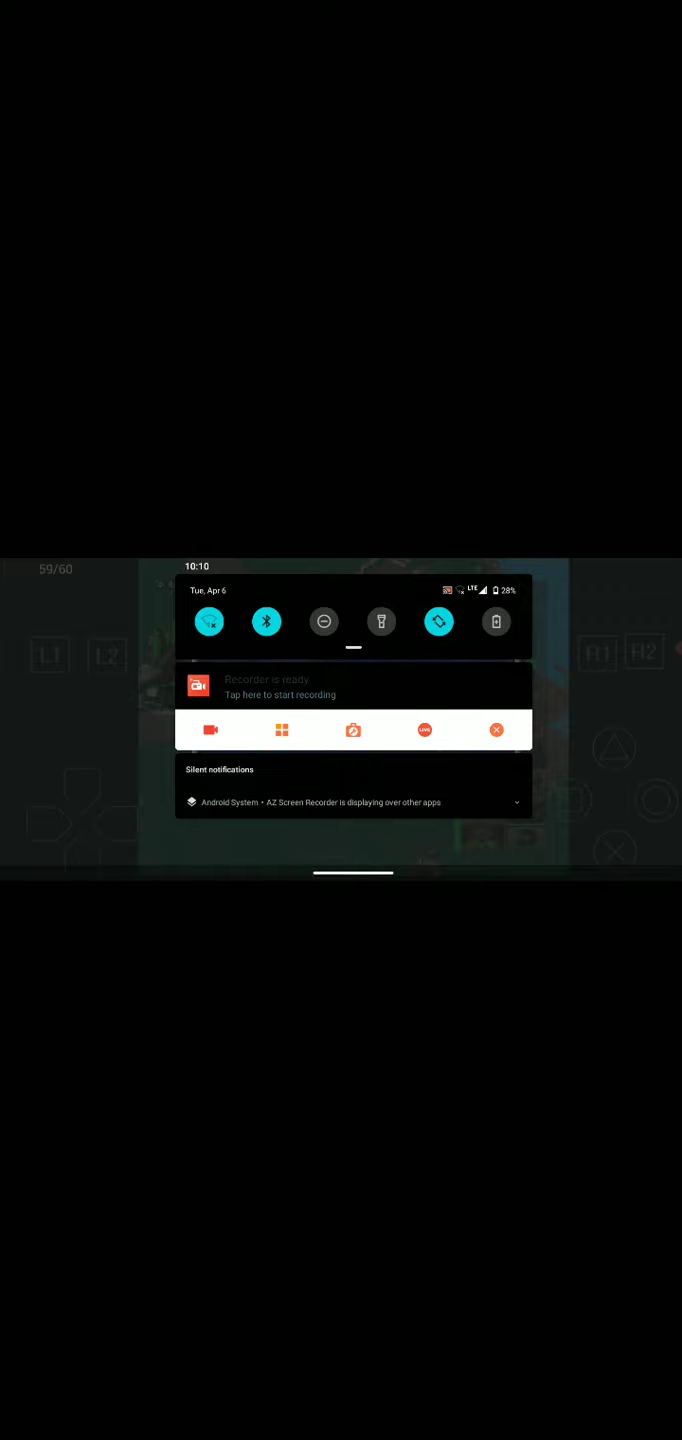 59/60
10:10
Tue, Apr 6
LTE 28%
L1 L2
R1 R2
Recorder is ready
Tap here to start recording
LIVE
Silent notifications
Android System • AZ Screen Recorder is displaying over other apps